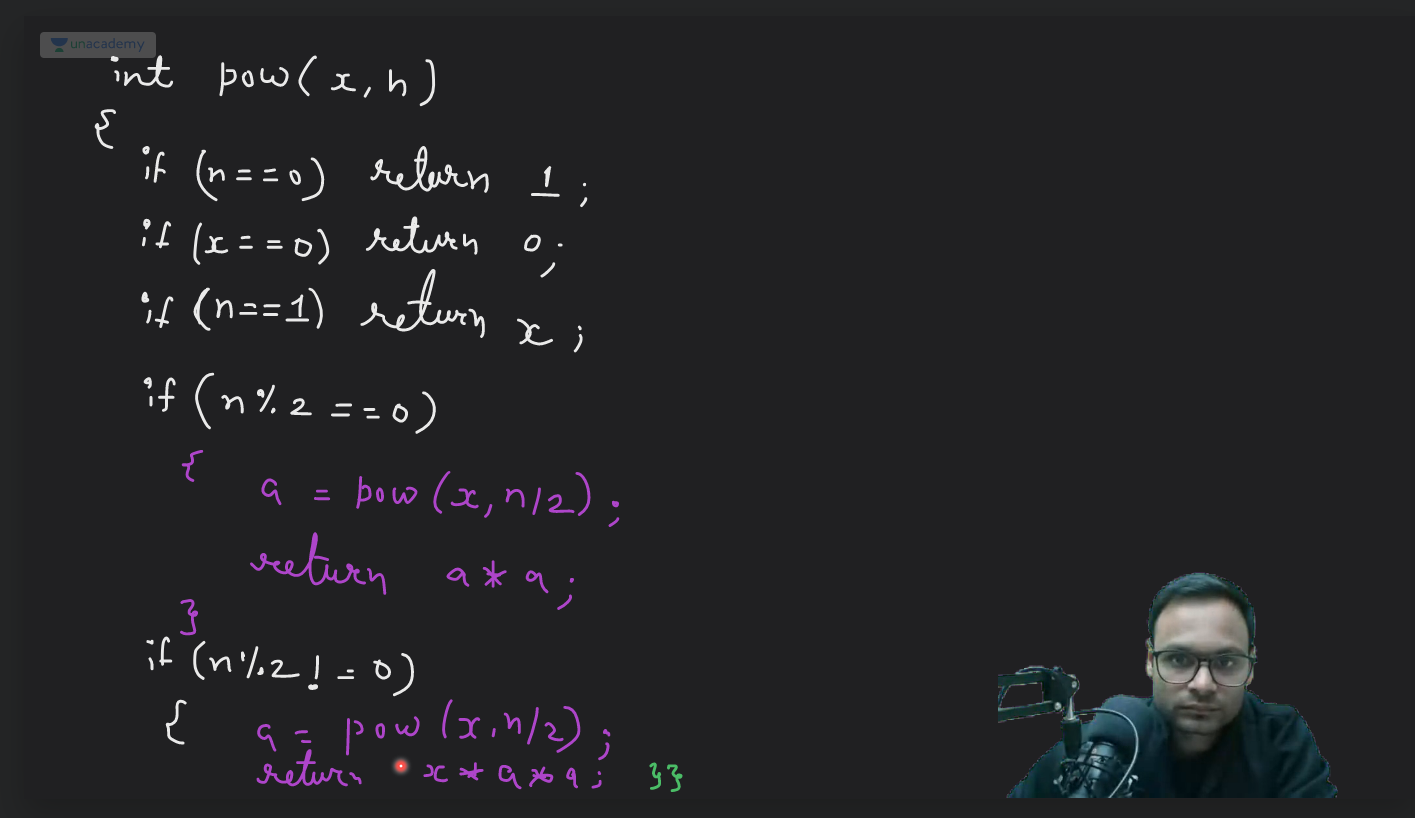 unacademy
int pow(x,n)
{
if (n==0) return 1;
if (x==0) return 0;
if (n==1) return x;
if (n%2==0)
{ a = pow(x,n/2);
return a*a;
}
if (n%2!=0)
{ a = pow(x,n/2);
return x*a*a; }}